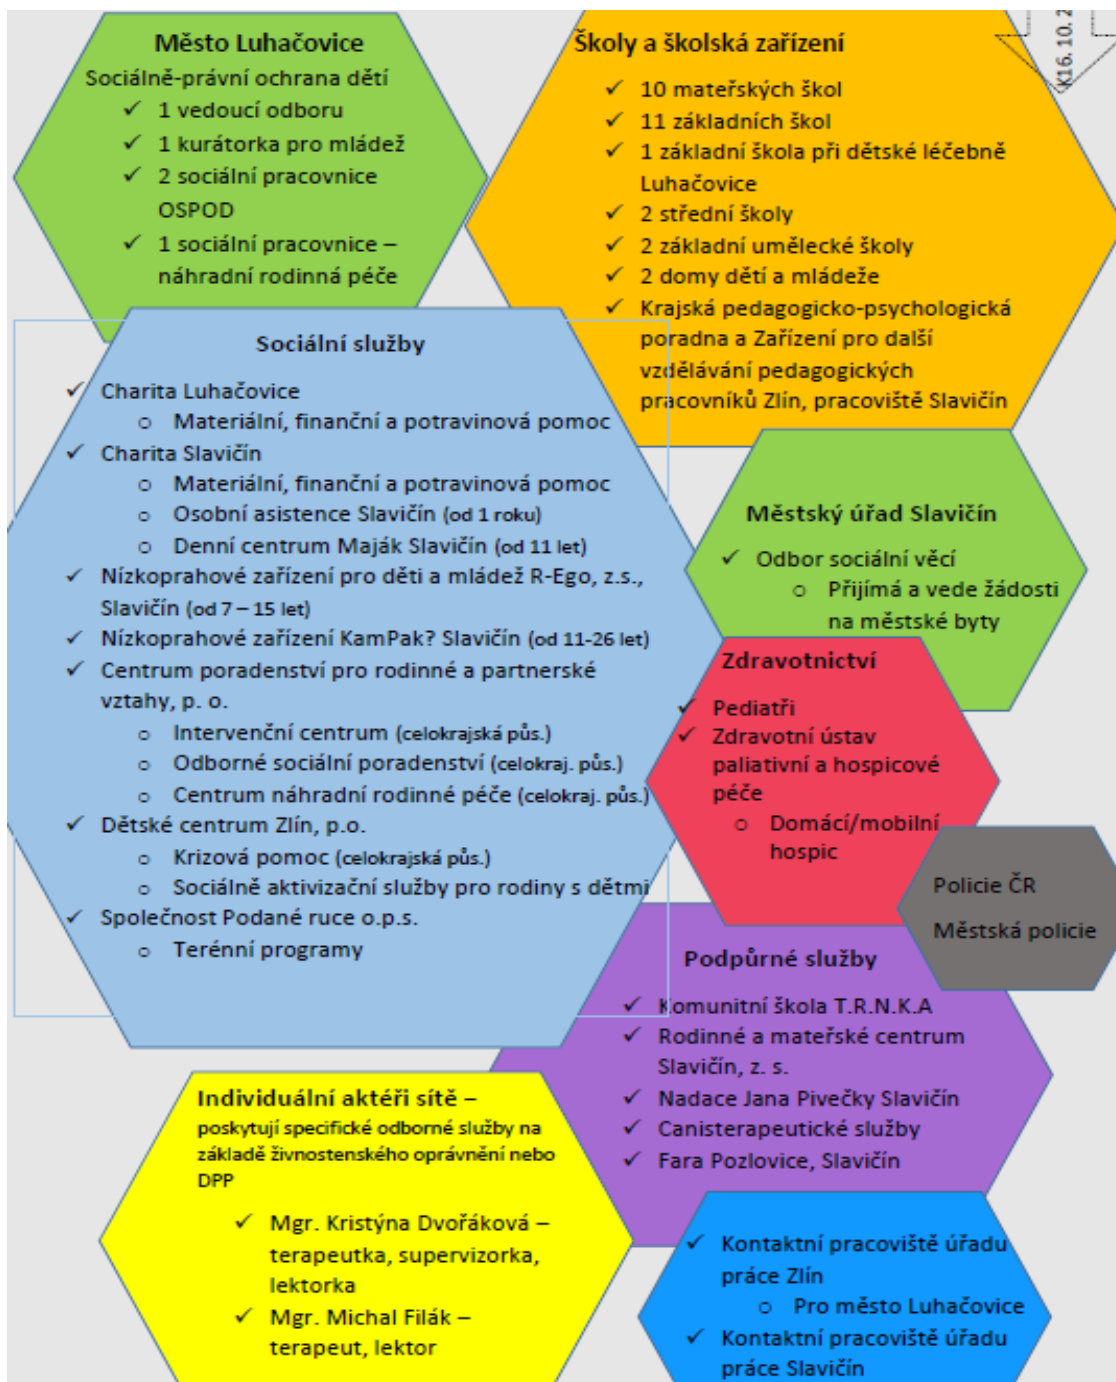 Město Luhačovice
Sociálně-právní ochrana dětí
✓ 1 vedoucí odboru
✓ 1 kurátorka pro mládež
✓ 2 sociální pracovnice
OSPOD
✓ 1 sociální pracovnice –
náhradní rodinná péče
Školy a školská zařízení
✓ 10 mateřských škol
✓ 11 základních škol
✓ 1 základní škola při dětské léčebně
Luhačovice
✓ 2 střední školy
✓ 2 základní umělecké školy
✓ 2 domy dětí a mládeže
✓ Krajská pedagogicko-psychologická
poradna a Zařízení pro další
vzdělávání pedagogických
pracovníků Zlín, pracoviště Slavičín
K16. 10. 2
Sociální služby
✓ Charita Luhačovice
o Materiální, finanční a potravinová pomoc
✓ Charita Slavičín
o Materiální, finanční a potravinová pomoc
o Osobní asistence Slavičín (od 1 roku)
o Denní centrum Maják Slavičín (od 11 let)
✓ Nízkoprahové zařízení pro děti a mládež R-Ego, z.s.,
Slavičín (od 7 – 15 let)
✓ Nízkoprahové zařízení KamPak? Slavičín (od 11-26 let)
✓ Centrum poradenství pro rodinné a partnerské
vztahy, p. o.
o Intervenční centrum (celokrajská půs.)
o Odborné sociální poradenství (celokraj. půs.)
o Centrum náhradní rodinné péče (celokraj. půs.)
✓ Dětské centrum Zlín, p.o.
o Krizová pomoc (celokrajská půs.)
o Sociálně aktivizační služby pro rodiny s dětmi
✓ Společnost Podané ruce o.p.s.
o Terénní programy
Městský úřad Slavičín
✓ Odbor sociální věcí
o Přijímá a vede žádosti
na městské byty
Zdravotnictví
✓ Pediatři
✓ Zdravotní ústav
paliativní a hospicové
péče
o Domácí/mobilní
hospic
Policie ČR
Městská policie
Podpůrné služby
✓ Komunitní škola T.R.N.K.A
✓ Rodinné a mateřské centrum
Slavičín, z. s.
✓ Nadace Jana Pivečky Slavičín
✓ Canisterapeutické služby
✓ Fara Pozlovice, Slavičín
Individuální aktéři sítě –
poskytují specifické odborné služby na
základě živnostenského oprávnění nebo
DPP
✓ Mgr. Kristýna Dvořáková –
terapeutka, supervizorka,
lektorka
✓ Mgr. Michal Filák –
terapeut, lektor
✓ Kontaktní pracoviště úřadu
práce Zlín
o Pro město Luhačovice
✓ Kontaktní pracoviště úřadu
práce Slavičín